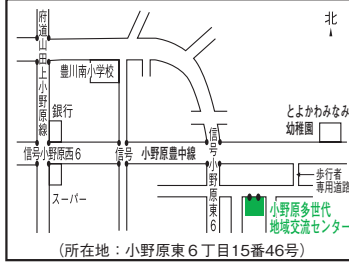 北
府道山田上小野原線
豊川南小学校
銀行
とよかわみなみ
幼稚園
信号小野原西6
信号
小野原豊中線
信号小野原東6
歩行者
専用道路
スーパー
小野原多世代
地域交流センター
(所在地：小野原東6丁目15番46号)